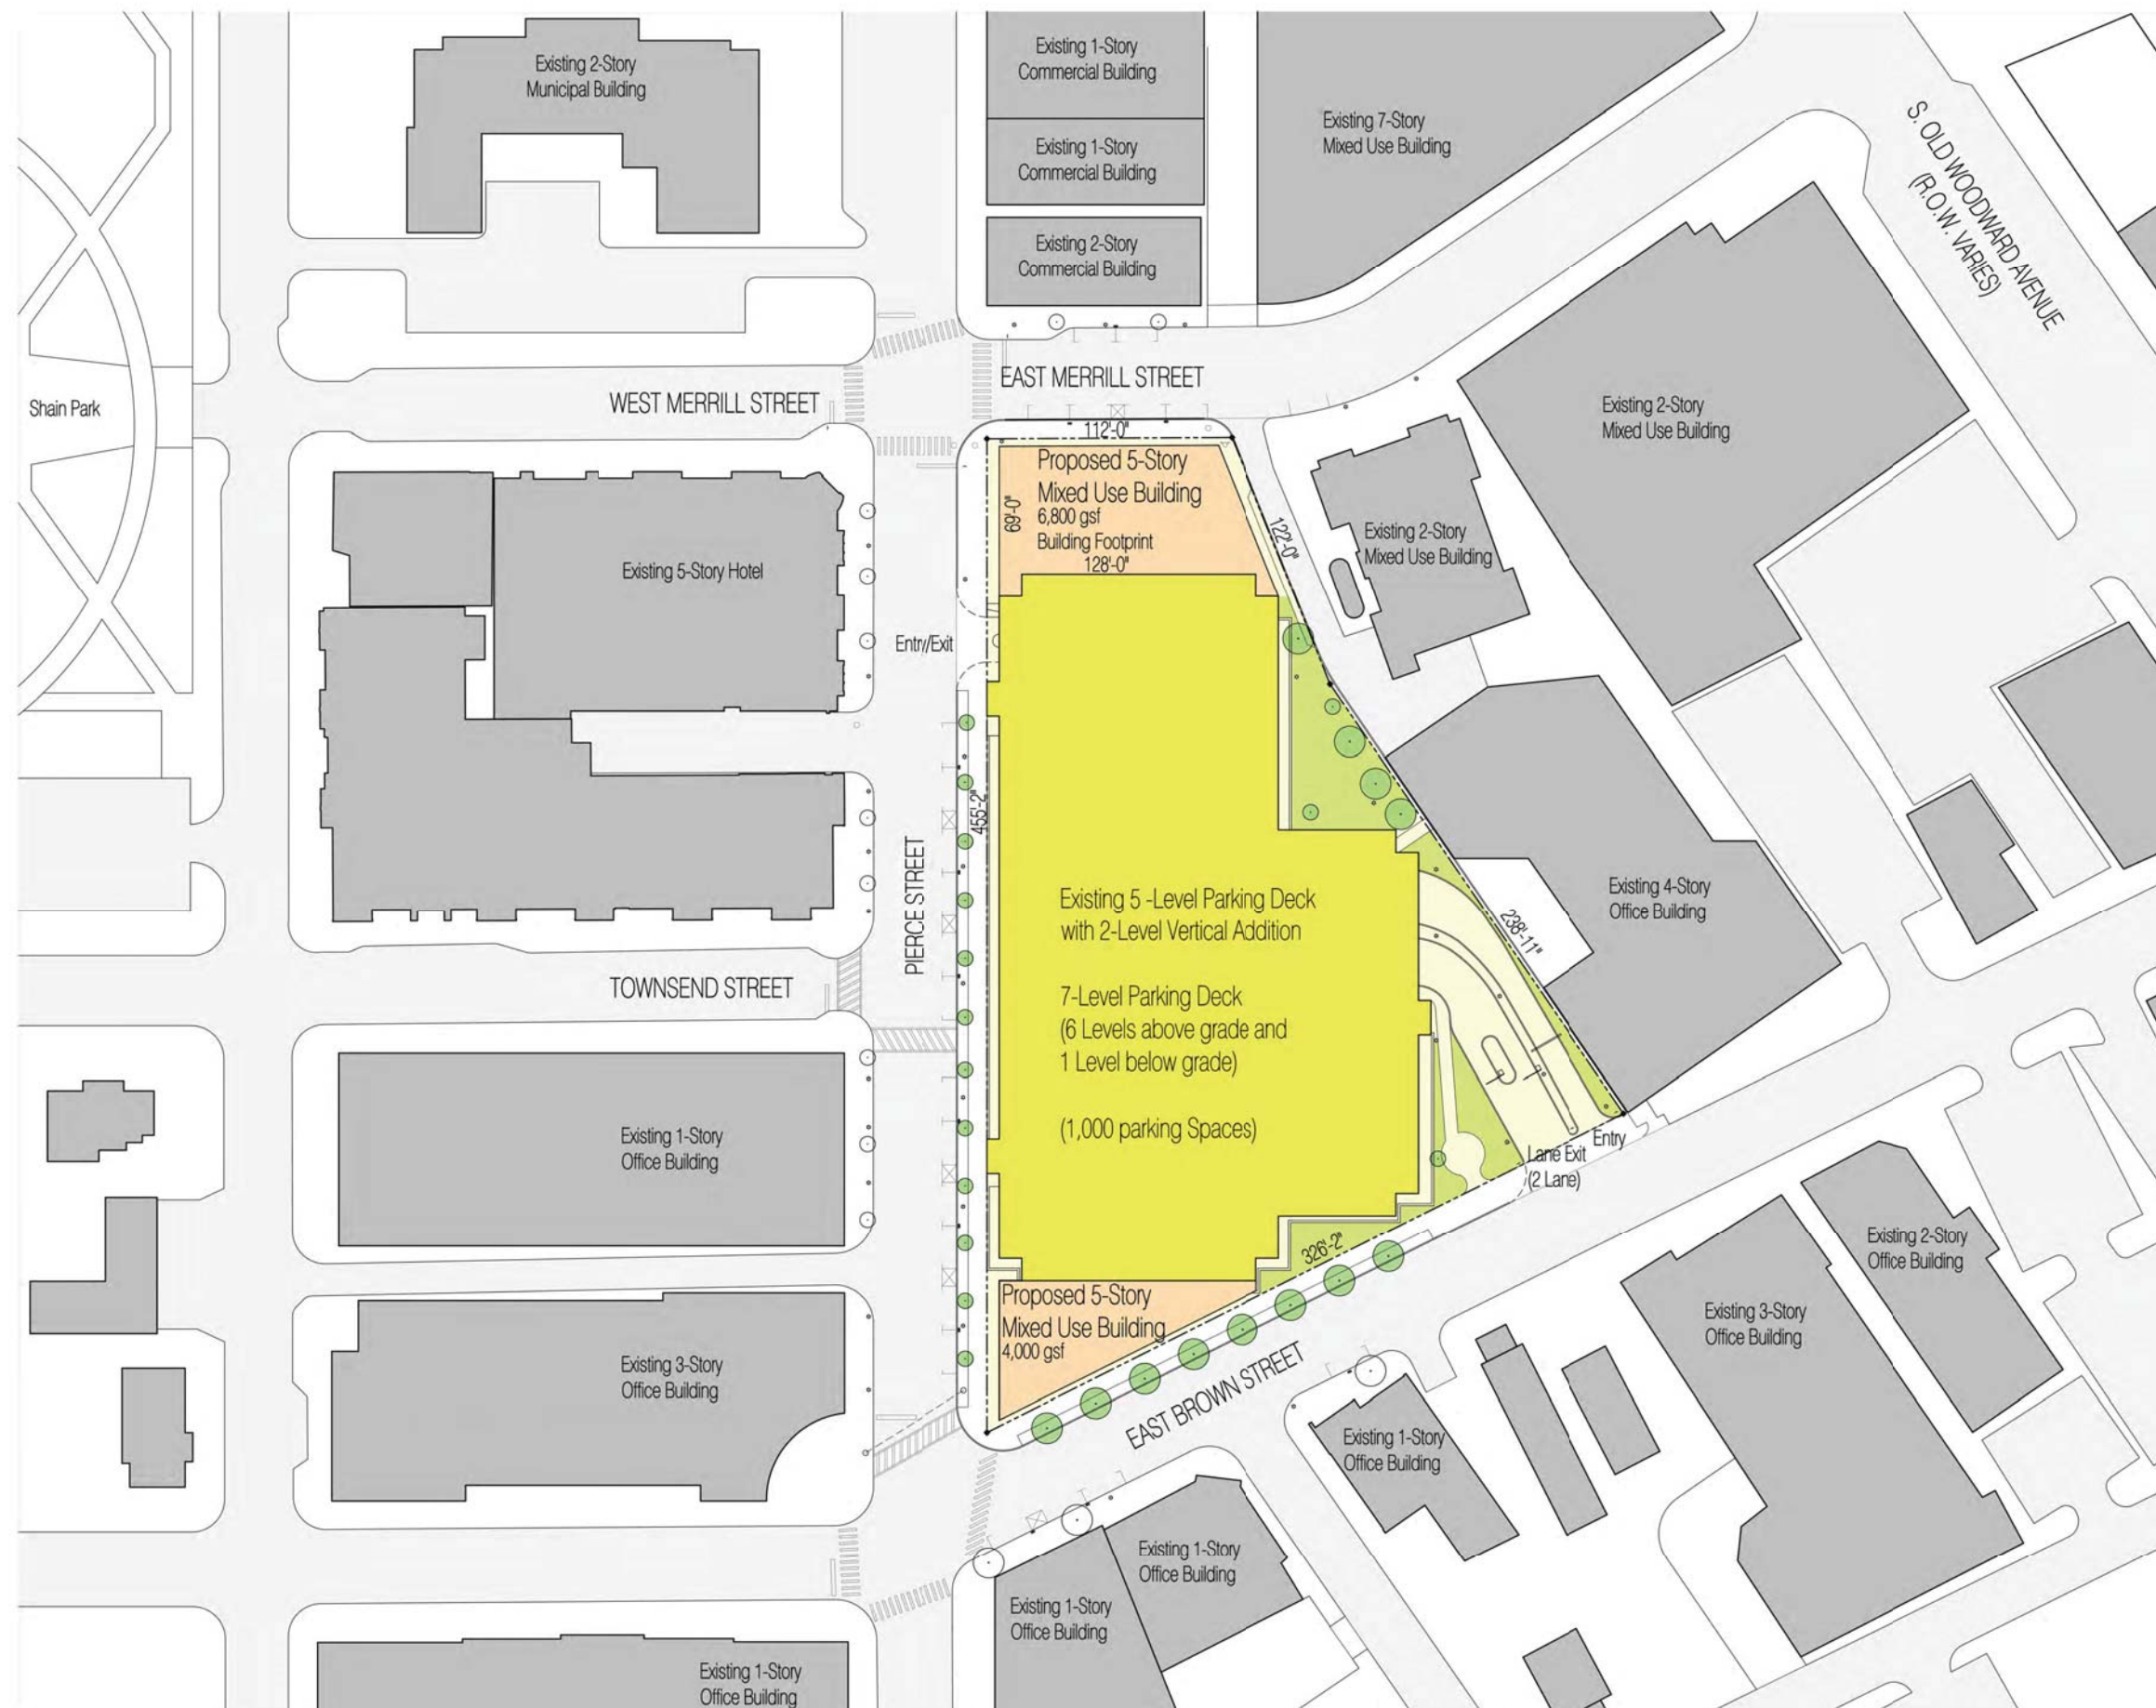 Existing 2-Story
Municipal Building
Existing 1-Story
Commercial Building
Existing 1-Story
Commercial Building
Existing 2-Story
Commercial Building
Existing 7-Story
Mixed Use Building
S. OLD WOODWARD AVENUE
(R.O.W. VARIES)
Shain Park
WEST MERRILL STREET
EAST MERRILL STREET
Existing 2-Story
Mixed Use Building
112'-0"
Proposed 5-Story
Mixed Use Building
6,800 gsf
Building Footprint
128'-0"
69'-0"
122'-0"
Existing 2-Story
Mixed Use Building
Existing 5-Story Hotel
Entry/Exit
455'-2"
PIERCE STREET
Existing 5 -Level Parking Deck
with 2-Level Vertical Addition
7-Level Parking Deck
(6 Levels above grade and
1 Level below grade)
(1,000 parking Spaces)
238'-11"
Existing 4-Story
Office Building
TOWNSEND STREET
Existing 1-Story
Office Building
Entry
Lane Exit
(2 Lane)
326'-2"
Existing 2-Story
Office Building
Existing 3-Story
Office Building
Proposed 5-Story
Mixed Use Building
4,000 gsf
EAST BROWN STREET
Existing 3-Story
Office Building
Existing 1-Story
Office Building
Existing 1-Story
Office Building
Existing 1-Story
Office Building
Existing 1-Story
Office Building